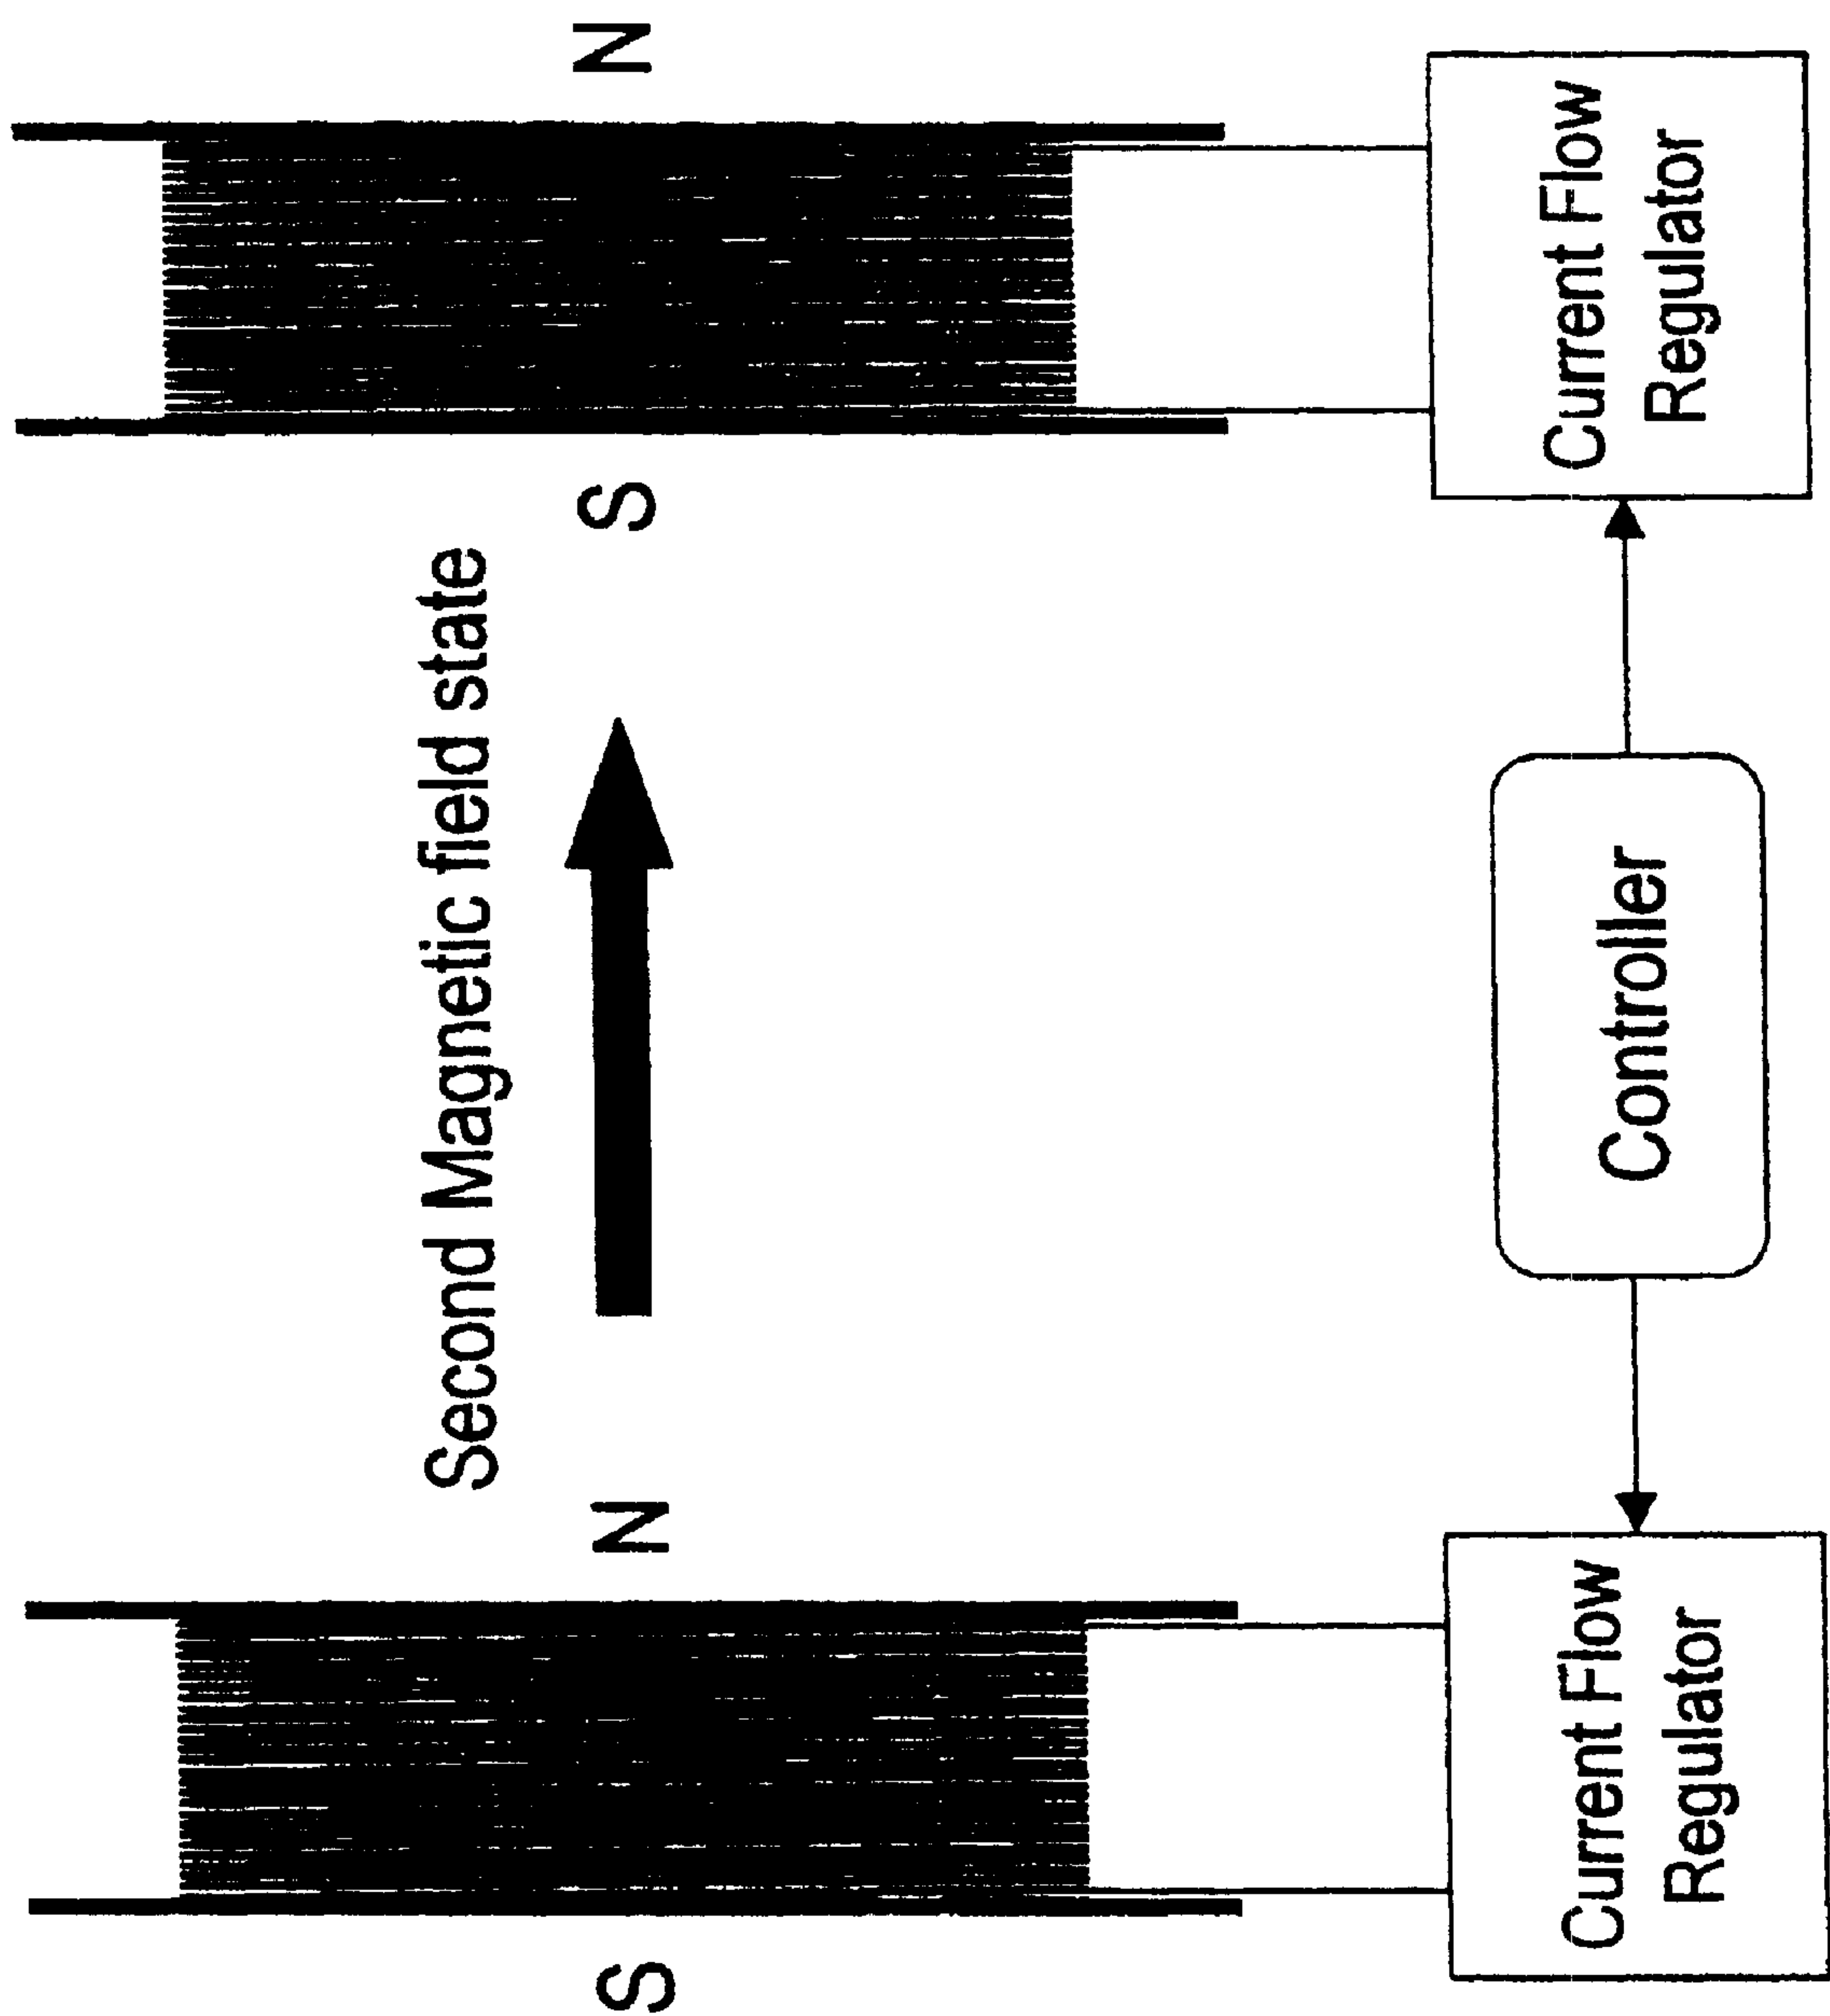 Second Magnetic field state
S
N
S
N
Current Flow
Regulator
Controller
Current Flow
Regulator